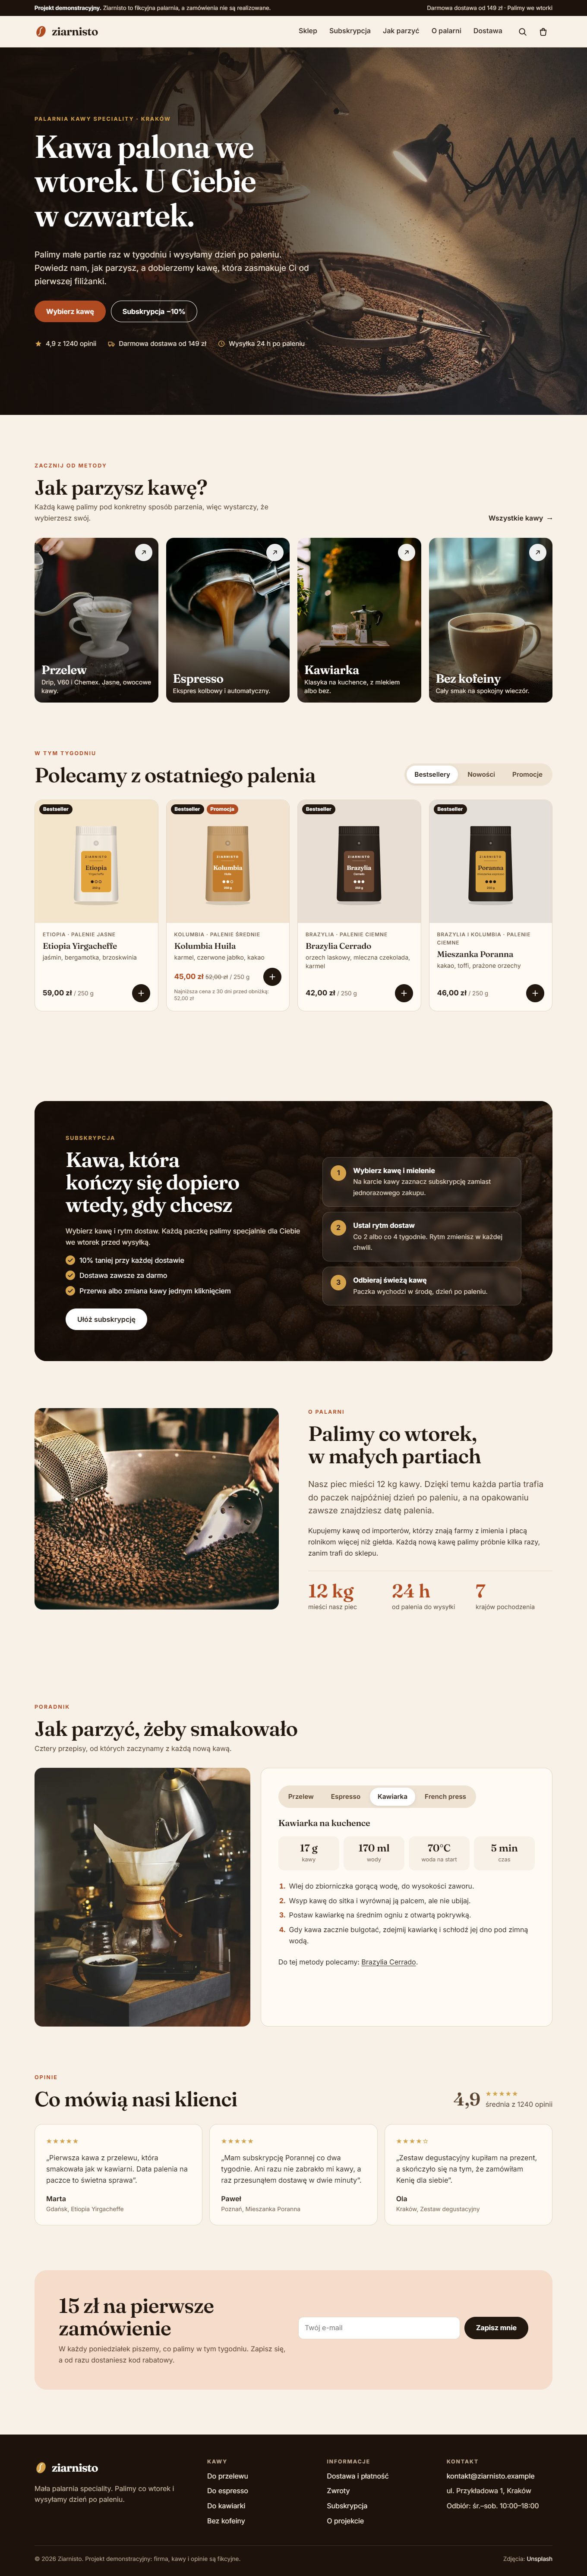 Projekt demonstracyjny. Ziarnisto to fikcyjna palarnia, a zamówienia nie są realizowane.
Darmowa dostawa od 149 zł · Palimy we wtorki
ziarnisto
Sklep Subskrypcja Jak parzyć O palarni Dostawa
PALARNIA KAWY SPECIALITY · KRAKÓW
Kawa palona we
wtorek. U Ciebie
w czwartek.
Palimy małe partie raz w tygodniu i wysyłamy dzień po paleniu.
Powiedz nam, jak parzysz, a dobierzemy kawę, która zasmakuje Ci od
pierwszej filiżanki.
Wybierz kawę
Subskrypcja −10%
4,9 z 1240 opinii
Darmowa dostawa od 149 zł
Wysyłka 24 h po paleniu
ZACZNIJ OD METODY
Jak parzysz kawę?
Każdą kawę palimy pod konkretny sposób parzenia, więc wystarczy, że
wybierzesz swój.
Wszystkie kawy →
Przelew
Drip, V60 i Chemex. Jasne, owocowe
kawy.
Espresso
Ekspres kolbowy i automatyczny.
Kawiarka
Klasyka na kuchence, z mlekiem
albo bez.
Bez kofeiny
Cały smak na spokojny wieczór.
W TYM TYGODNIU
Polecamy z ostatniego palenia
Bestsellery Nowości Promocje
Bestseller
ZIARNISTO
Etiopia
250 g
ETIOPIA · PALENIE JASNE
Etiopia Yirgacheffe
jaśmin, bergamotka, brzoskwinia
59,00 zł / 250 g
+
Bestseller Promocja
ZIARNISTO
Kolumbia
250 g
KOLUMBIA · PALENIE ŚREDNIE
Kolumbia Huila
karmel, czerwone jabłko, kakao
45,00 zł 52,00 zł / 250 g
Najniższa cena z 30 dni przed obniżką:
52,00 zł
+
Bestseller
ZIARNISTO
Brazylia
250 g
BRAZYLIA · PALENIE CIEMNE
Brazylia Cerrado
orzech laskowy, mleczna czekolada,
karmel
42,00 zł / 250 g
+
Bestseller
ZIARNISTO
Poranna
250 g
BRAZYLIA I KOLUMBIA · PALENIE
CIEMNE
Mieszanka Poranna
kakao, toffi, prażone orzechy
46,00 zł / 250 g
+
SUBSKRYPCJA
Kawa, która
kończy się dopiero
wtedy, gdy chcesz
Wybierz kawę i rytm dostaw. Każdą paczkę palimy specjalnie dla Ciebie
we wtorek przed wysyłką.
10% taniej przy każdej dostawie
Dostawa zawsze za darmo
Przerwa albo zmiana kawy jednym kliknięciem
Ułóż subskrypcję
1
Wybierz kawę i mielenie
Na karcie kawy zaznacz subskrypcję zamiast
jednorazowego zakupu.
2
Ustal rytm dostaw
Co 2 albo co 4 tygodnie. Rytm zmienisz w każdej
chwili.
3
Odbieraj świeżą kawę
Paczka wychodzi w środę, dzień po paleniu.
O PALARNI
Palimy co wtorek,
w małych partiach
Nasz piec mieści 12 kg kawy. Dzięki temu każda partia trafia
do paczek najpóźniej dzień po paleniu, a na opakowaniu
zawsze znajdziesz datę palenia.
Kupujemy kawę od importerów, którzy znają farmy z imienia i płacą
rolnikom więcej niż giełda. Każdą nową kawę palimy próbnie kilka razy,
zanim trafi do sklepu.
12 kg
mieści nasz piec
24 h
od palenia do wysyłki
7
krajów pochodzenia
PORADNIK
Jak parzyć, żeby smakowało
Cztery przepisy, od których zaczynamy z każdą nową kawą.
Przelew Espresso Kawiarka French press
Kawiarka na kuchence
17 g
kawy
170 ml
wody
70°C
woda na start
5 min
czas
1. Wlej do zbiorniczka gorącą wodę, do wysokości zaworu.
2. Wsyp kawę do sitka i wyrównaj ją palcem, ale nie ubijaj.
3. Postaw kawiarkę na średnim ogniu z otwartą pokrywką.
4. Gdy kawa zacznie bulgotać, zdejmij kawiarkę i schłodź jej dno pod zimną
wodą.
Do tej metody polecamy: Brazylia Cerrado.
OPINIE
Co mówią nasi klienci
4,9
★★★★★
średnia z 1240 opinii
★★★★★
„Pierwsza kawa z przelewu, która
smakowała jak w kawiarni. Data palenia na
paczce to świetna sprawa".
Marta
Gdańsk, Etiopia Yirgacheffe
★★★★★
„Mam subskrypcję Porannej co dwa
tygodnie. Ani razu nie zabrakło mi kawy, a
raz przesunąłem dostawę w dwie minuty".
Paweł
Poznań, Mieszanka Poranna
★★★★☆
„Zestaw degustacyjny kupiłam na prezent,
a skończyło się na tym, że zamówiłam
Kenię dla siebie".
Ola
Kraków, Zestaw degustacyjny
15 zł na pierwsze
zamówienie
W każdy poniedziałek piszemy, co palimy w tym tygodniu. Zapisz się,
a od razu dostaniesz kod rabatowy.
Twój e-mail
Zapisz mnie
ziarnisto
Mała palarnia speciality. Palimy co wtorek i
wysyłamy dzień po paleniu.
KAWY
Do przelewu
Do espresso
Do kawiarki
Bez kofeiny
INFORMACJE
Dostawa i płatność
Zwroty
Subskrypcja
O projekcie
KONTAKT
kontakt@ziarnisto.example
ul. Przykładowa 1, Kraków
Odbiór: śr.–sob. 10:00–18:00
© 2026 Ziarnisto. Projekt demonstracyjny: firma, kawy i opinie są fikcyjne.
Zdjęcia: Unsplash